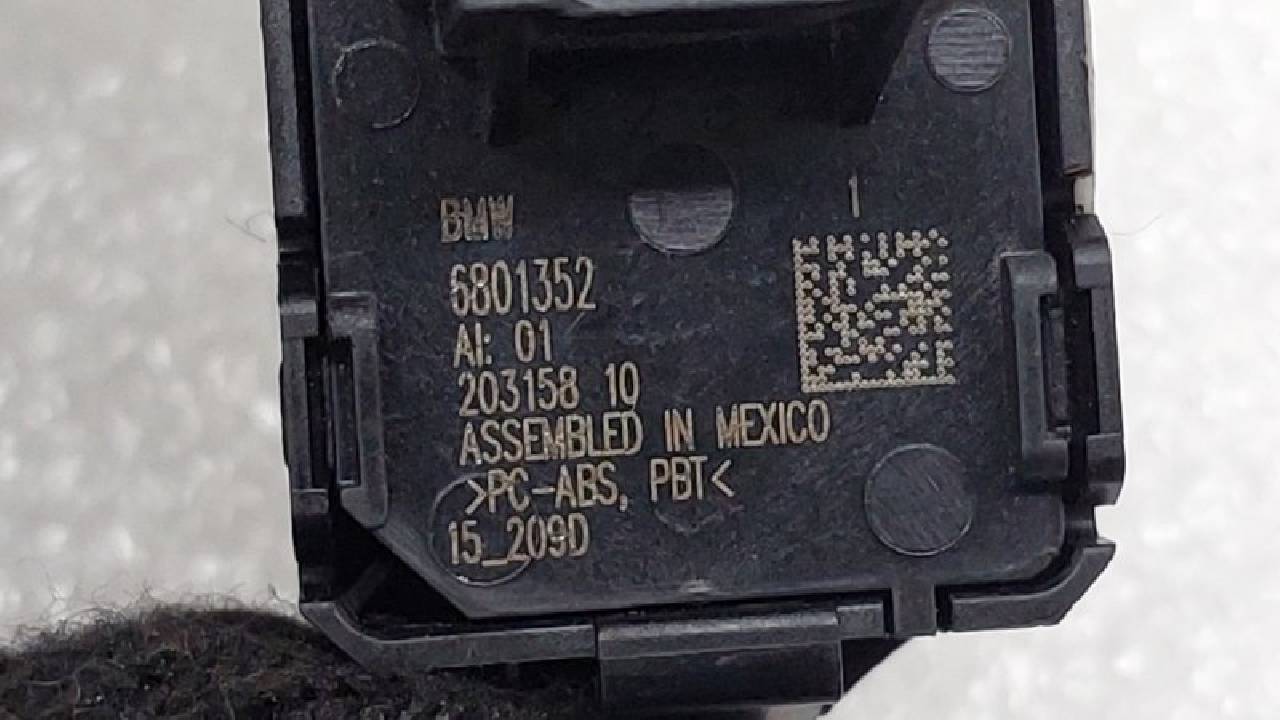 BMW
1
6801352
AI: 01
203158 10
ASSEMBLED IN MEXICO
>PC-ABS, PBT<
15_209D